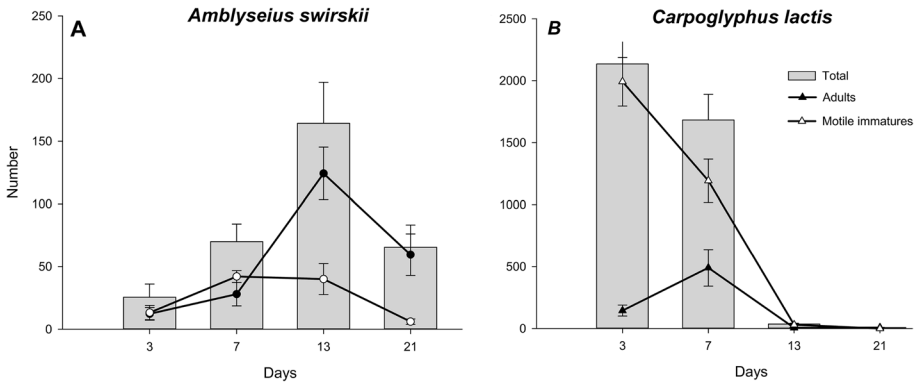 Amblyseius swirskii
A
250
200
150
100
50
0
Number
3 7 13 21
Days
Carpoglyphus lactis
B
2500
2000
1500
1000
500
0
Total
Adults
Motile immatures
3 7 13 21
Days